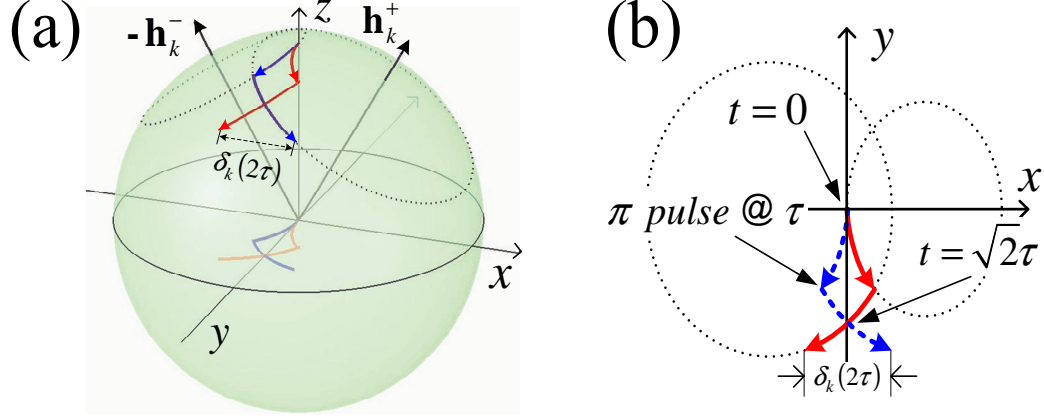 (a)
-h_k^-
z
h_k^+
δ_k(2τ)
x
y
(b)
y
t = 0
x
π pulse @ τ
t = √2τ
δ_k(2τ)